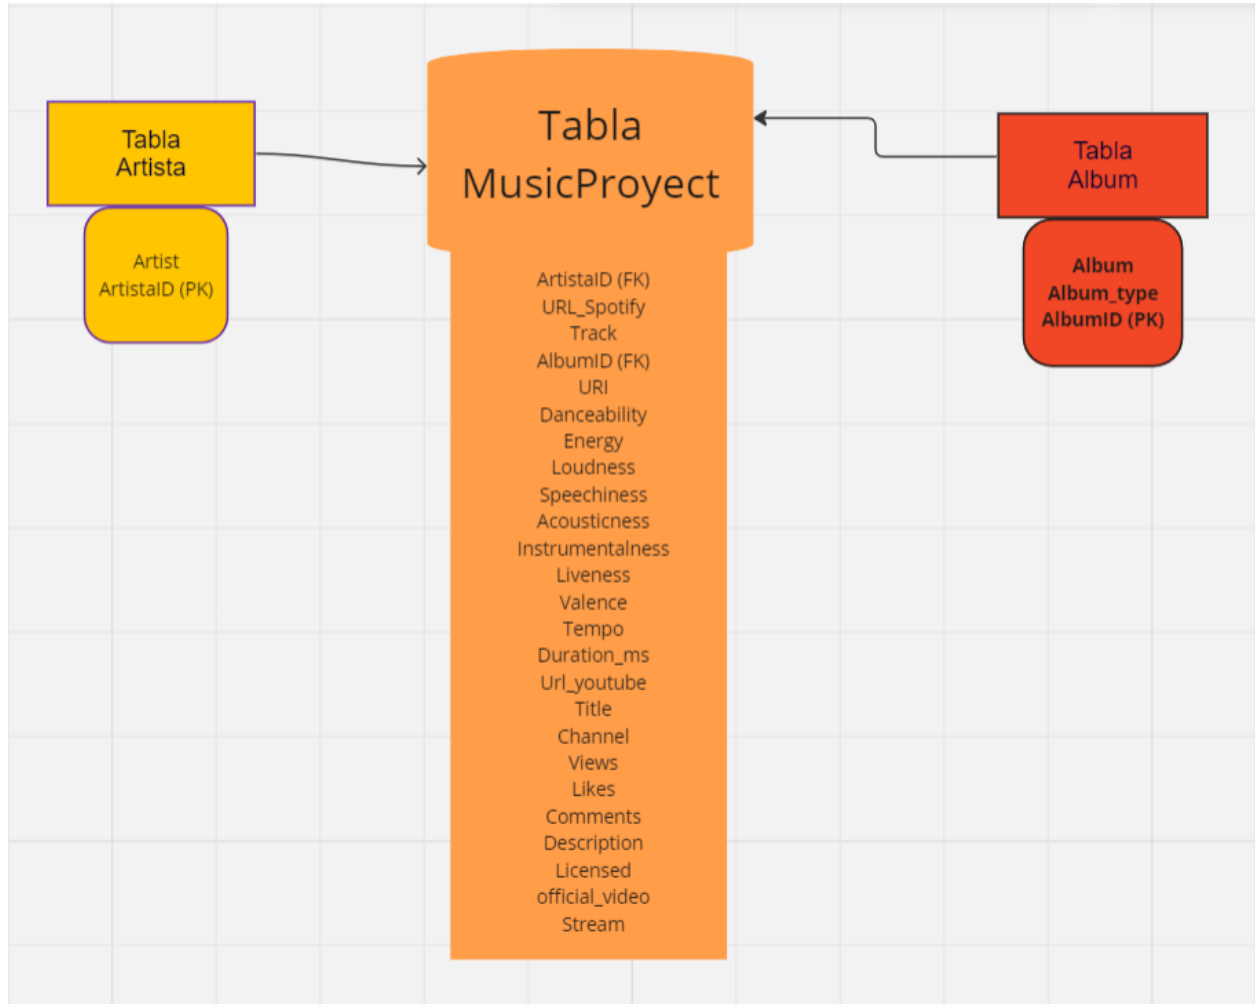 Tabla
Artista
Artist
ArtistaID (PK)
Tabla
MusicProyect
ArtistaID (FK)
URL_Spotify
Track
AlbumID (FK)
URI
Danceability
Energy
Loudness
Speechiness
Acousticness
Instrumentalness
Liveness
Valence
Tempo
Duration_ms
Url_youtube
Title
Channel
Views
Likes
Comments
Description
Licensed
official_video
Stream
Tabla
Album
Album
Album_type
AlbumID (PK)